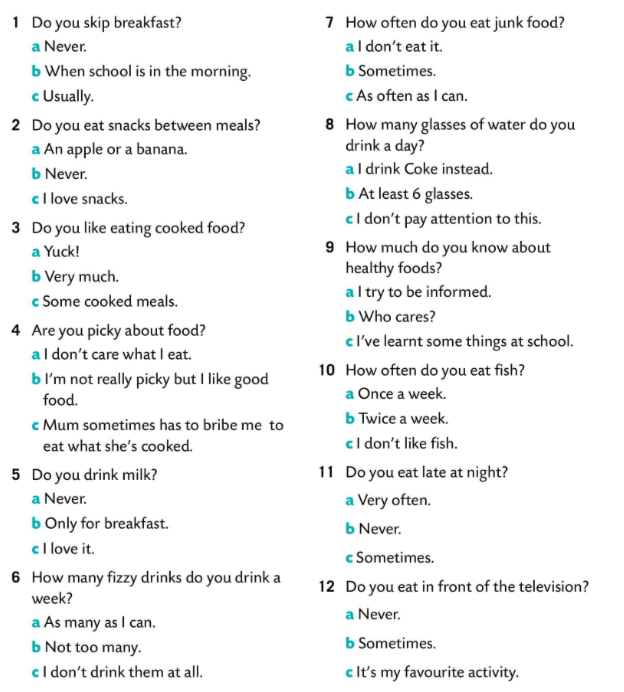 1 Do you skip breakfast?
a Never.
b When school is in the morning.
c Usually.
2 Do you eat snacks between meals?
a An apple or a banana.
b Never.
c I love snacks.
3 Do you like eating cooked food?
a Yuck!
b Very much.
c Some cooked meals.
4 Are you picky about food?
a I don't care what I eat.
b I'm not really picky but I like good
food.
c Mum sometimes has to bribe me to
eat what she's cooked.
5 Do you drink milk?
a Never.
b Only for breakfast.
c I love it.
6 How many fizzy drinks do you drink a
week?
a As many as I can.
b Not too many.
c I don't drink them at all.
7 How often do you eat junk food?
a I don't eat it.
b Sometimes.
c As often as I can.
8 How many glasses of water do you
drink a day?
a I drink Coke instead.
b At least 6 glasses.
c I don't pay attention to this.
9 How much do you know about
healthy foods?
a I try to be informed.
b Who cares?
c I've learnt some things at school.
10 How often do you eat fish?
a Once a week.
b Twice a week.
c I don't like fish.
11 Do you eat late at night?
a Very often.
b Never.
c Sometimes.
12 Do you eat in front of the television?
a Never.
b Sometimes.
c It's my favourite activity.